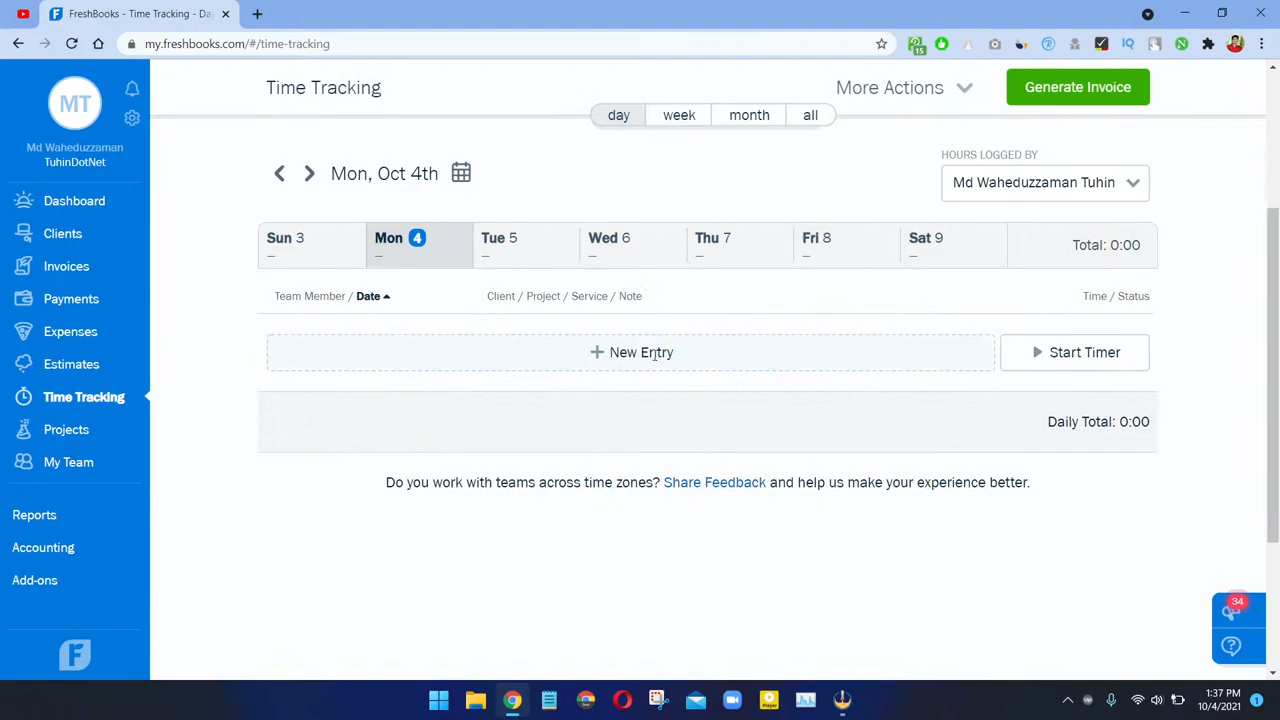 FreshBooks - Time Tracking - Da
my.freshbooks.com/#/time-tracking
15
MT
Md Waheduzzaman
TuhinDotNet
Dashboard
Clients
Invoices
Payments
Expenses
Estimates
Time Tracking
Projects
My Team
Reports
Accounting
Add-ons
Time Tracking
More Actions
Generate Invoice
day week month all
Mon, Oct 4th
HOURS LOGGED BY
Md Waheduzzaman Tuhin
Sun 3 Mon 4 Tue 5 Wed 6 Thu 7 Fri 8 Sat 9 Total: 0:00
– – – – – – –
Team Member / Date Client / Project / Service / Note Time / Status
+ New Entry
Start Timer
Daily Total: 0:00
Do you work with teams across time zones? Share Feedback and help us make your experience better.
34
1:37 PM
10/4/2021
1